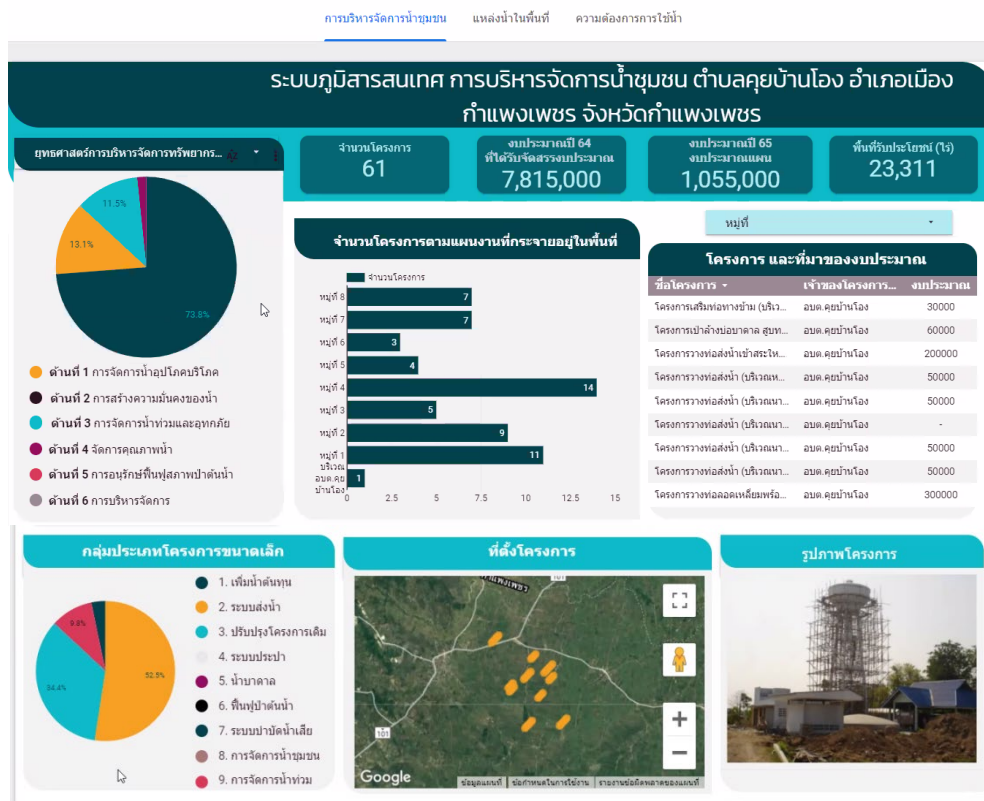 การบริหารจัดการน้ำชุมชน แหล่งน้ำในพื้นที่ ความต้องการการใช้น้ำ
ระบบภูมิสารสนเทศ การบริหารจัดการน้ำชุมชน ตำบลคุยบ้านโอง อำเภอเมือง
กำแพงเพชร จังหวัดกำแพงเพชร
ยุทธศาสตร์การบริหารจัดการทรัพยากร...
จำนวนโครงการ
61
งบประมาณปี 64
ที่ได้รับจัดสรรงบประมาณ
7,815,000
งบประมาณปี 65
งบประมาณแผน
1,055,000
พื้นที่รับประโยชน์ (ไร่)
23,311
11.5%
13.1%
73.8%
ด้านที่ 1 การจัดการน้ำอุปโภคบริโภค
ด้านที่ 2 การสร้างความมั่นคงของน้ำ
ด้านที่ 3 การจัดการน้ำท่วมและอุทกภัย
ด้านที่ 4 จัดการคุณภาพน้ำ
ด้านที่ 5 การอนุรักษ์ฟื้นฟูสภาพป่าต้นน้ำ
ด้านที่ 6 การบริหารจัดการ
จำนวนโครงการตามแผนงานที่กระจายอยู่ในพื้นที่
จำนวนโครงการ
หมู่ที่ 8 7
หมู่ที่ 7 7
หมู่ที่ 6 3
หมู่ที่ 5 4
หมู่ที่ 4 14
หมู่ที่ 3 5
หมู่ที่ 2 9
หมู่ที่ 1 11
บริเวณ
อบต.คุย 1
บ้านโอง
0 2.5 5 7.5 10 12.5 15
หมู่ที่
โครงการ และที่มาของงบประมาณ
ชื่อโครงการ เจ้าของโครงการ... งบประมาณ
โครงการเสริมท่อทางข้าม (บริเว... อบต.คุยบ้านโอง 30000
โครงการเป่าล้างบ่อบาดาล สูบท... อบต.คุยบ้านโอง 60000
โครงการวางท่อส่งน้ำเข้าสระให... อบต.คุยบ้านโอง 200000
โครงการวางท่อส่งน้ำ (บริเวณห... อบต.คุยบ้านโอง 50000
โครงการวางท่อส่งน้ำ (บริเวณนา... อบต.คุยบ้านโอง 50000
โครงการวางท่อส่งน้ำ (บริเวณนา... อบต.คุยบ้านโอง -
โครงการวางท่อส่งน้ำ (บริเวณนา... อบต.คุยบ้านโอง 50000
โครงการวางท่อส่งน้ำ (บริเวณนา... อบต.คุยบ้านโอง 50000
โครงการวางท่อลอดเหลี่ยมพร้อ... อบต.คุยบ้านโอง 300000
กลุ่มประเภทโครงการขนาดเล็ก
9.8%
34.4%
52.5%
1. เพิ่มน้ำต้นทุน
2. ระบบส่งน้ำ
3. ปรับปรุงโครงการเดิม
4. ระบบประปา
5. น้ำบาดาล
6. ฟื้นฟูป่าต้นน้ำ
7. ระบบบำบัดน้ำเสีย
8. การจัดการน้ำชุมชน
9. การจัดการน้ำท่วม
ที่ตั้งโครงการ
กำแพงเพชร
101
101
Google
ข้อมูลแผนที่ ข้อกำหนดในการใช้งาน รายงานข้อผิดพลาดของแผนที่
รูปภาพโครงการ